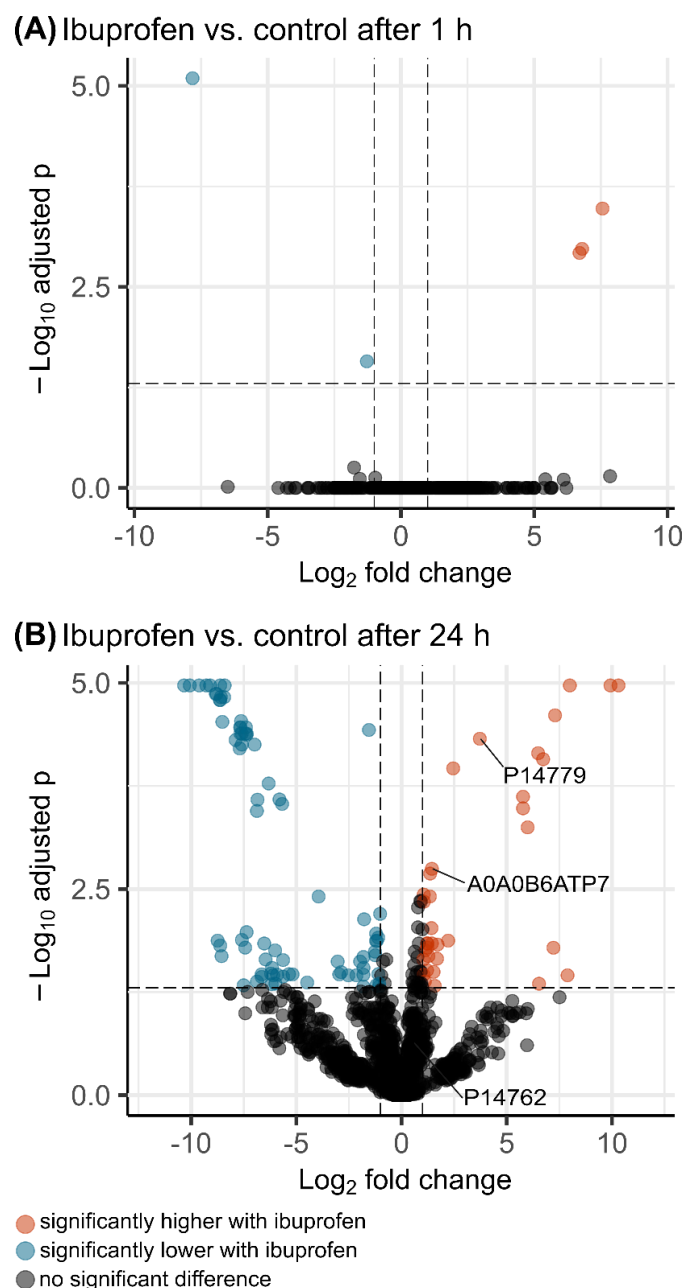 (A) Ibuprofen vs. control after 1 h
5.0
2.5
0.0
− Log₁₀ adjusted p
-10 -5 0 5 10
Log₂ fold change
(B) Ibuprofen vs. control after 24 h
5.0
P14779
A0A0B6ATP7
2.5
− Log₁₀ adjusted p
P14762
0.0
-10 -5 0 5 10
Log₂ fold change
significantly higher with ibuprofen
significantly lower with ibuprofen
no significant difference